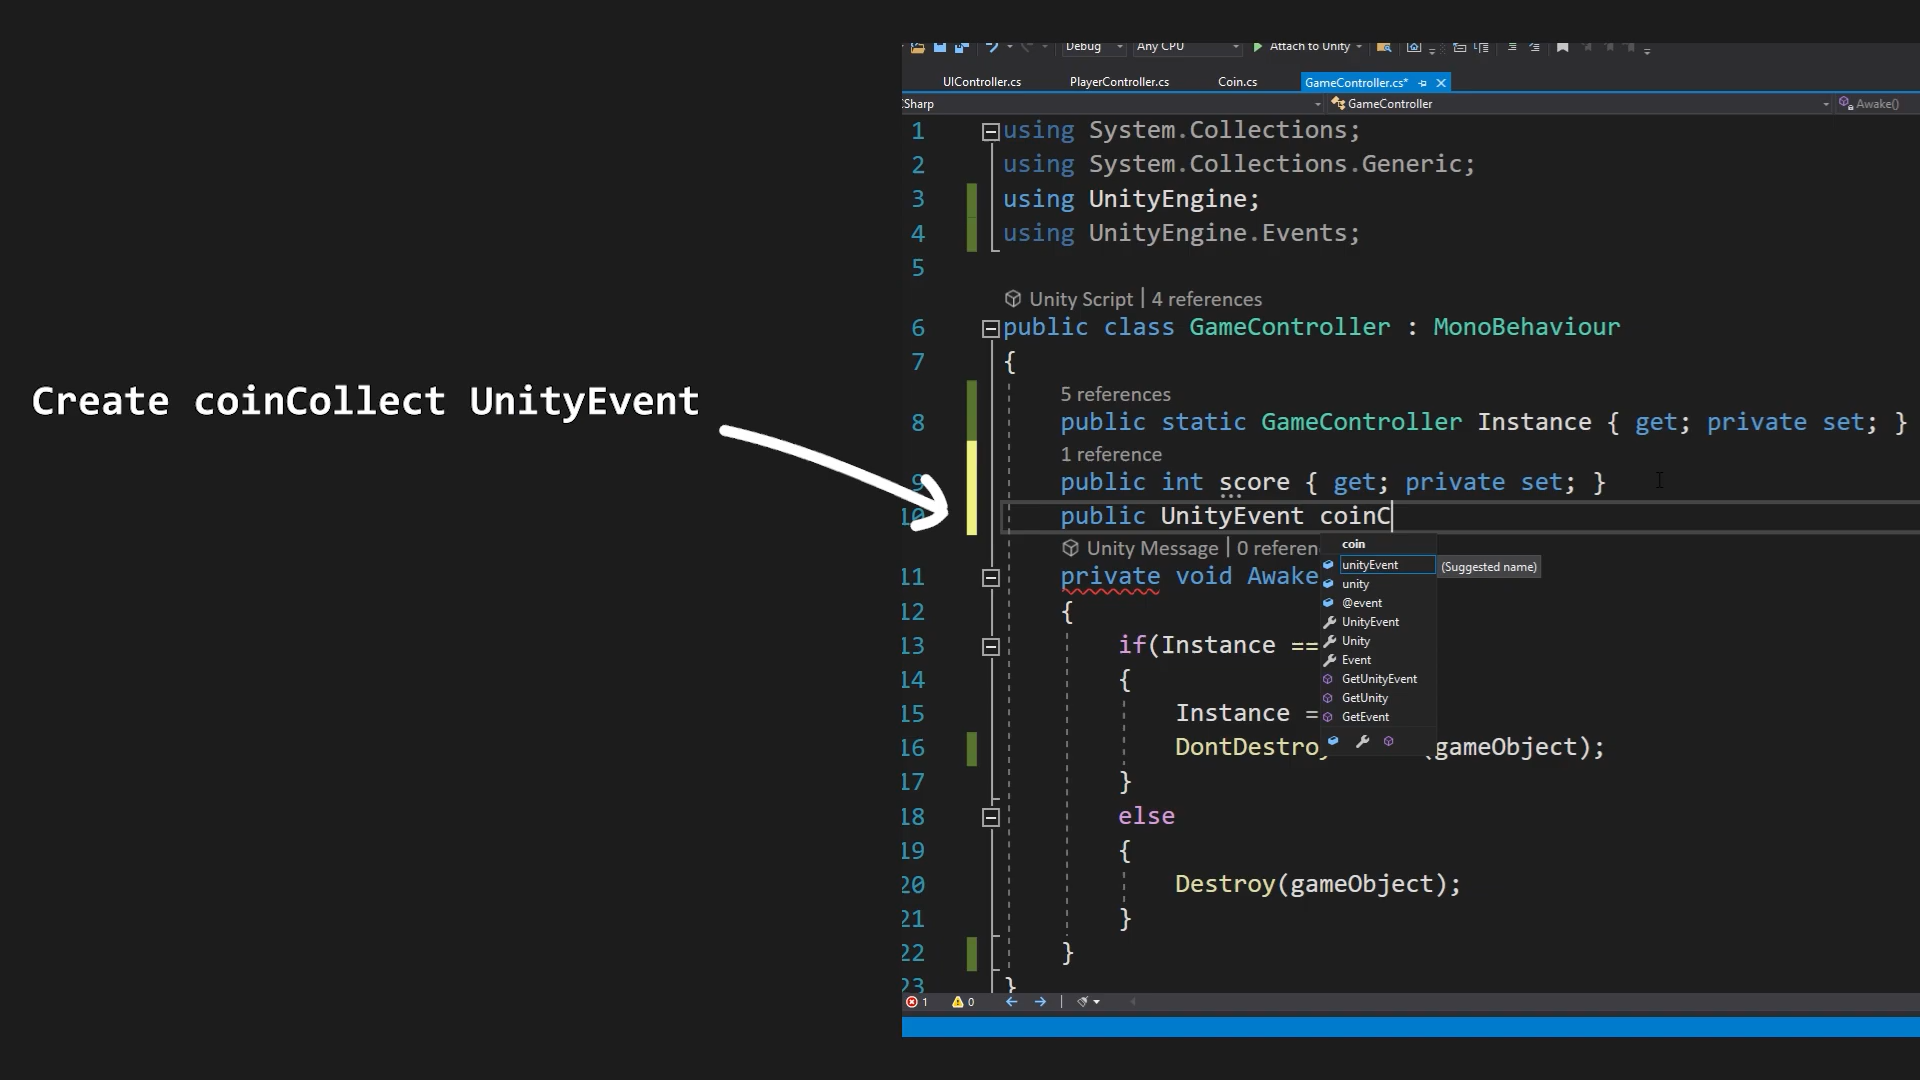 Debug Any CPU Attach to Unity
UIController.cs PlayerController.cs Coin.cs GameController.cs*
CSharp GameController Awake()
1 using System.Collections;
2 using System.Collections.Generic;
3 using UnityEngine;
4 using UnityEngine.Events;
5
Unity Script | 4 references
6 public class GameController : MonoBehaviour
7 {
Create coinCollect UnityEvent
5 references
8 public static GameController Instance { get; private set; }
1 reference
9 public int score { get; private set; }
10 public UnityEvent coinC
Unity Message | 0 referen
coin
unityEvent (Suggested name)
unity
@event
UnityEvent
Unity
Event
GetUnityEvent
GetUnity
GetEvent
11 private void Awake
12 {
13 if(Instance ==
14 {
15 Instance =
16 DontDestroy (gameObject);
17 }
18 else
19 {
20 Destroy(gameObject);
21 }
22 }
23 }
1 0